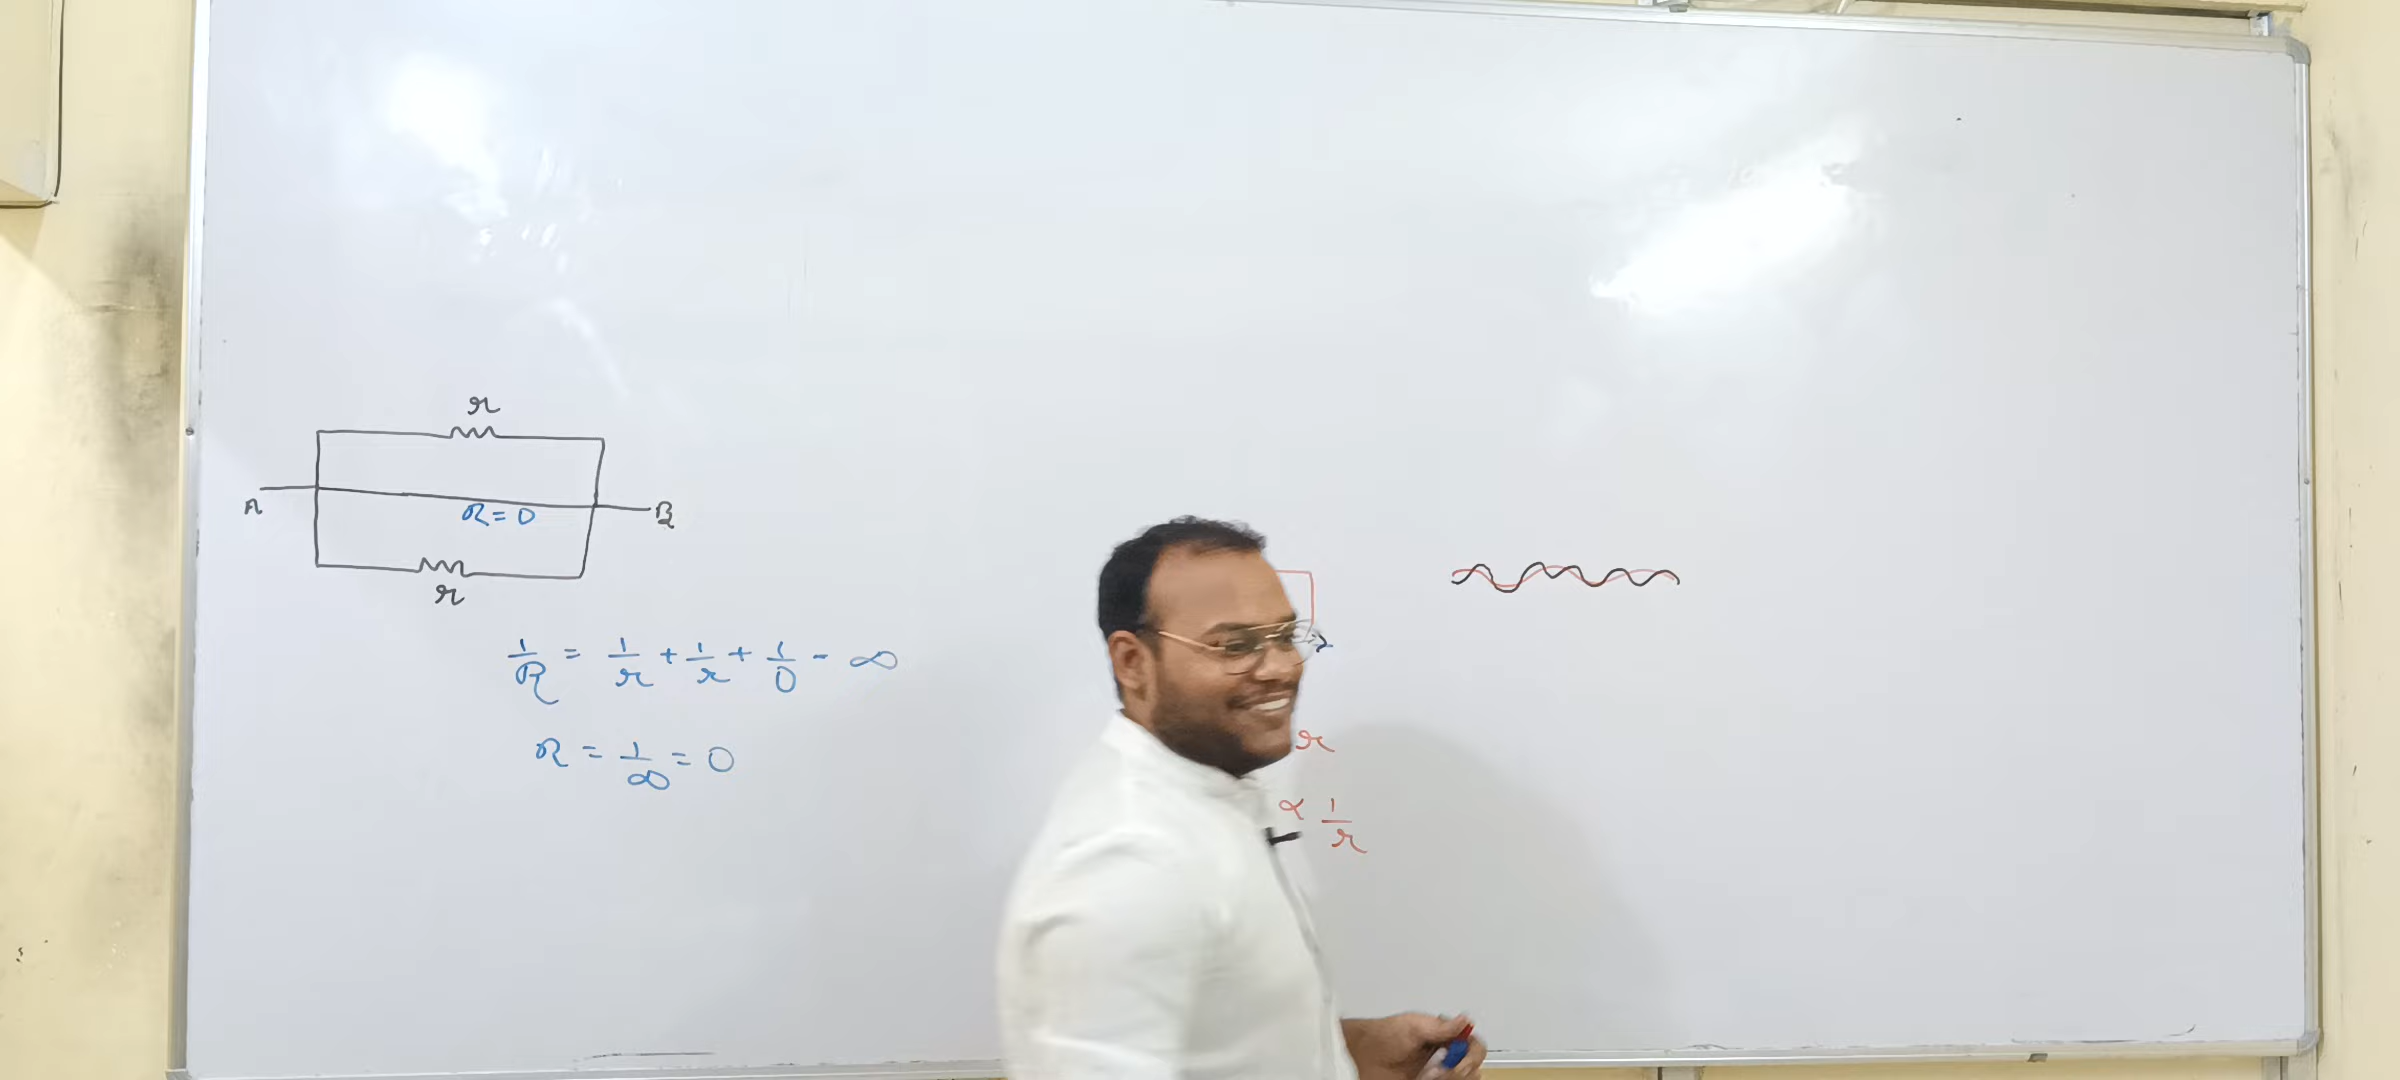 r
A
B
R = 0
r
1/R = 1/r + 1/r + 1/0 - ∞
R = 1/∞ = 0
r
∝ 1/r